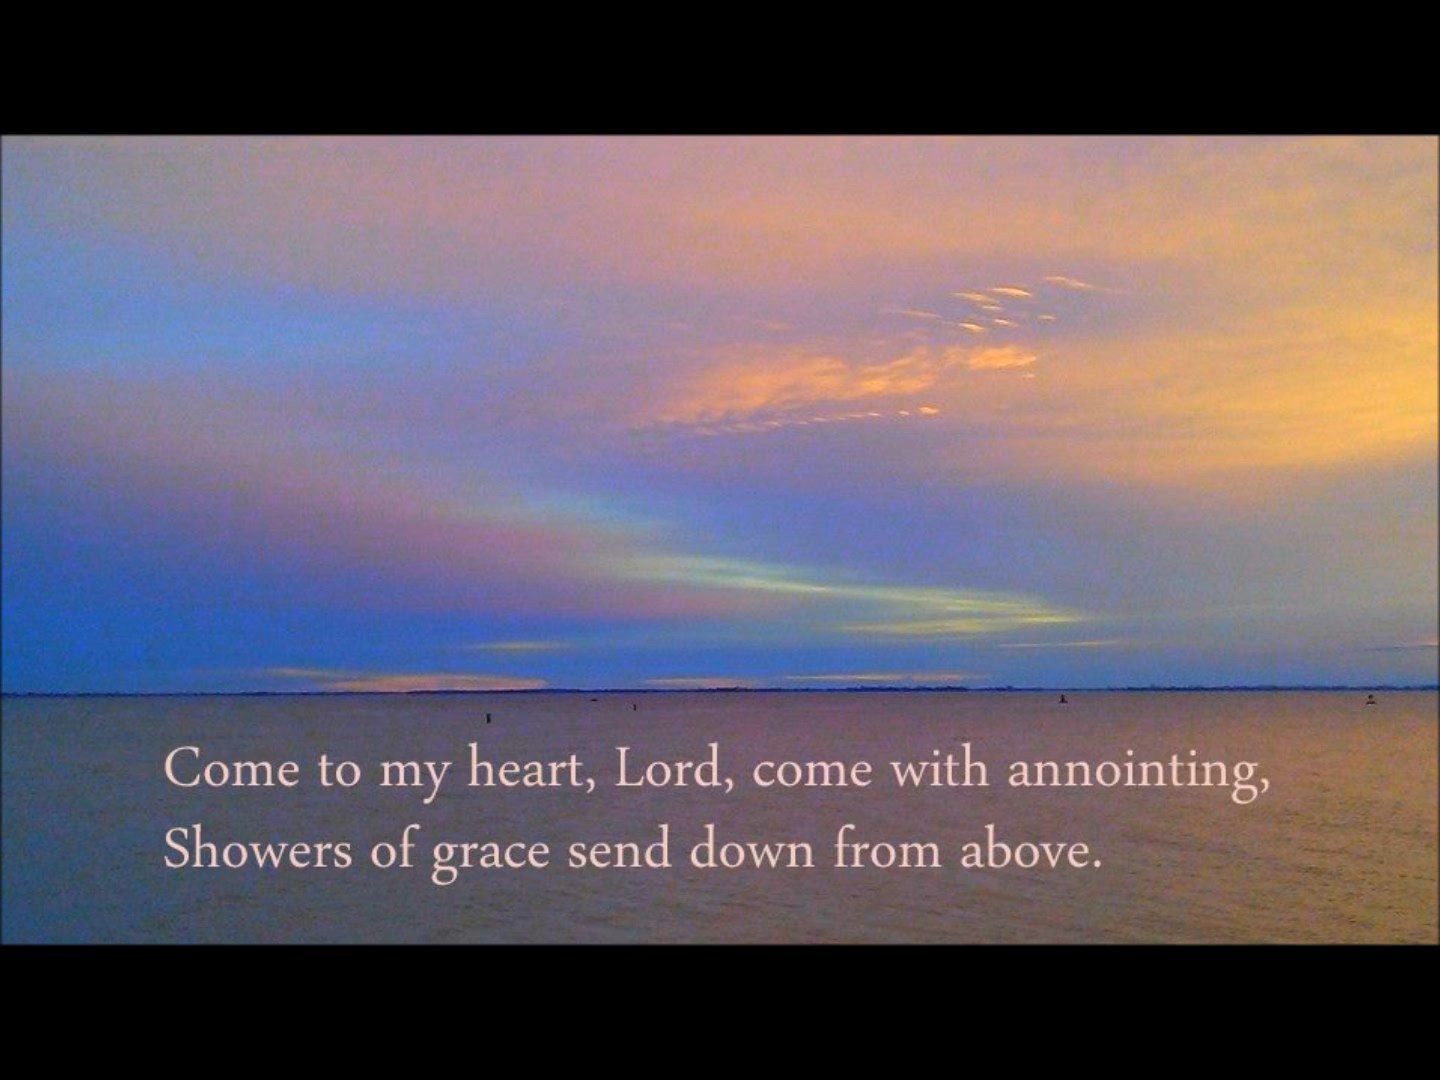 Come to my heart, Lord, come with annointing,
Showers of grace send down from above.